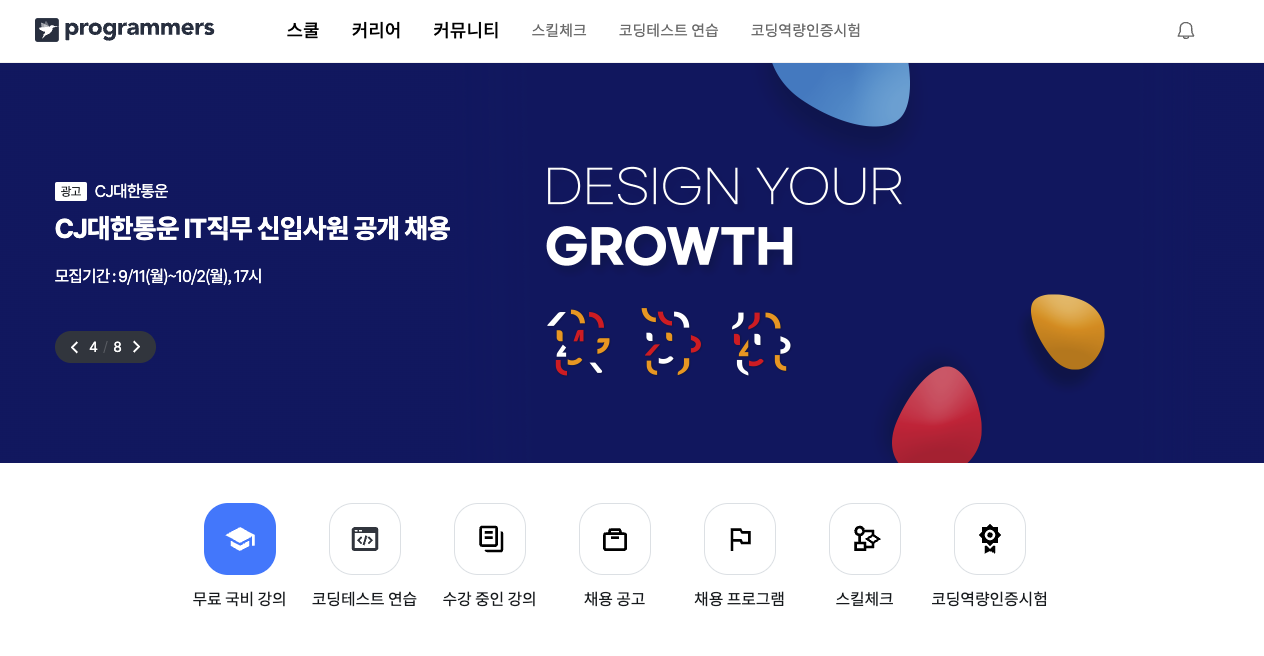 programmers
스쿨 커리어 커뮤니티 스킬체크 코딩테스트 연습 코딩역량인증시험
광고 CJ대한통운
CJ대한통운 IT직무 신입사원 공개 채용
모집기간 : 9/11(월)~10/2(월), 17시
4 / 8
DESIGN YOUR
GROWTH
무료 국비 강의 코딩테스트 연습 수강 중인 강의 채용 공고 채용 프로그램 스킬체크 코딩역량인증시험